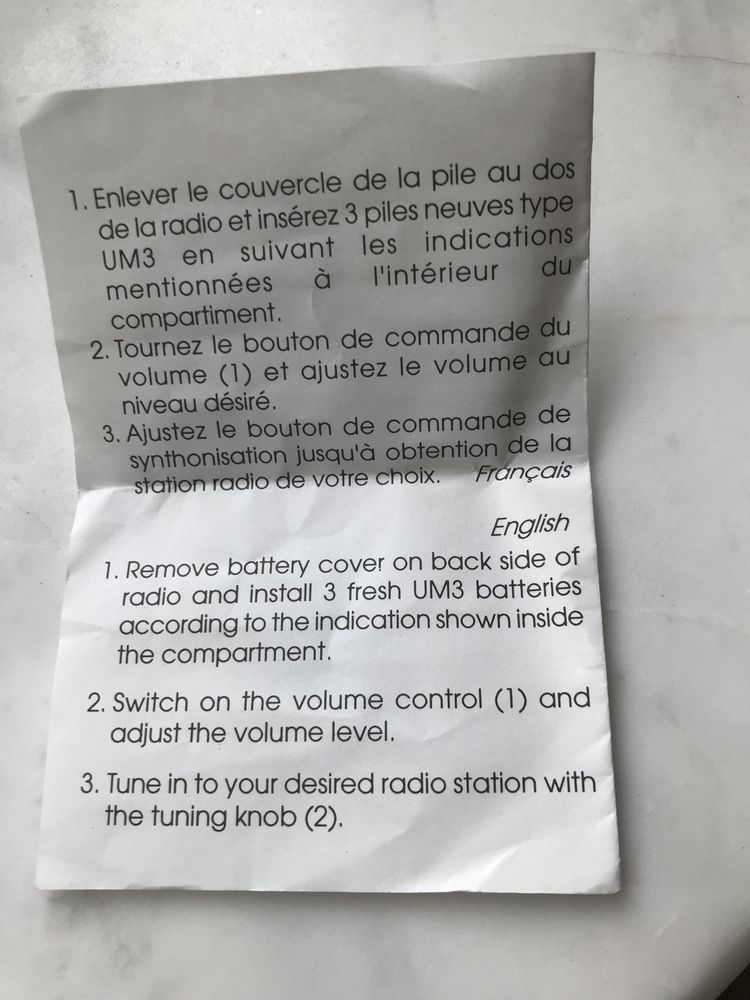 1. Enlever le couvercle de la pile au dos
de la radio et insérez 3 piles neuves type
UM3 en suivant les indications
mentionnées à l'intérieur du
compartiment.
2. Tournez le bouton de commande du
volume (1) et ajustez le volume au
niveau désiré.
3. Ajustez le bouton de commande de
synthonisation jusqu'à obtention de la
station radio de votre choix. Français
English
1. Remove battery cover on back side of
radio and install 3 fresh UM3 batteries
according to the indication shown inside
the compartment.
2. Switch on the volume control (1) and
adjust the volume level.
3. Tune in to your desired radio station with
the tuning knob (2).